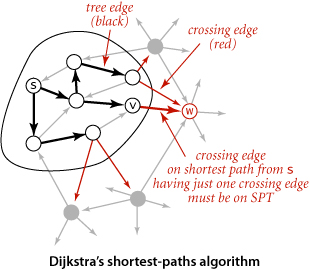 tree edge
(black)
crossing edge
(red)
s
v
w
crossing edge
on shortest path from s
having just one crossing edge
must be on SPT
Dijkstra's shortest-paths algorithm